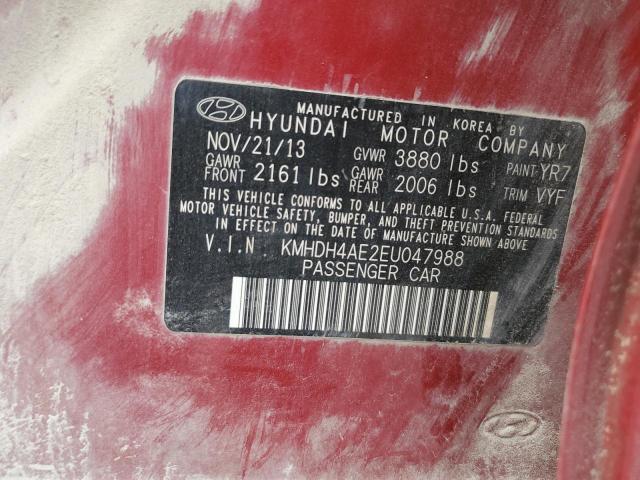 MANUFACTURED IN KOREA BY
HYUNDAI MOTOR COMPANY
NOV/21/13 GVWR 3880 lbs PAINT YR7
GAWR FRONT 2161 lbs GAWR REAR 2006 lbs TRIM VYF
THIS VEHICLE CONFORMS TO ALL APPLICABLE U.S.A. FEDERAL
MOTOR VEHICLE SAFETY, BUMPER, AND THEFT PREVENTION STANDARDS
IN EFFECT ON THE DATE OF MANUFACTURE SHOWN ABOVE.
V.I.N. KMHDH4AE2EU047988
PASSENGER CAR